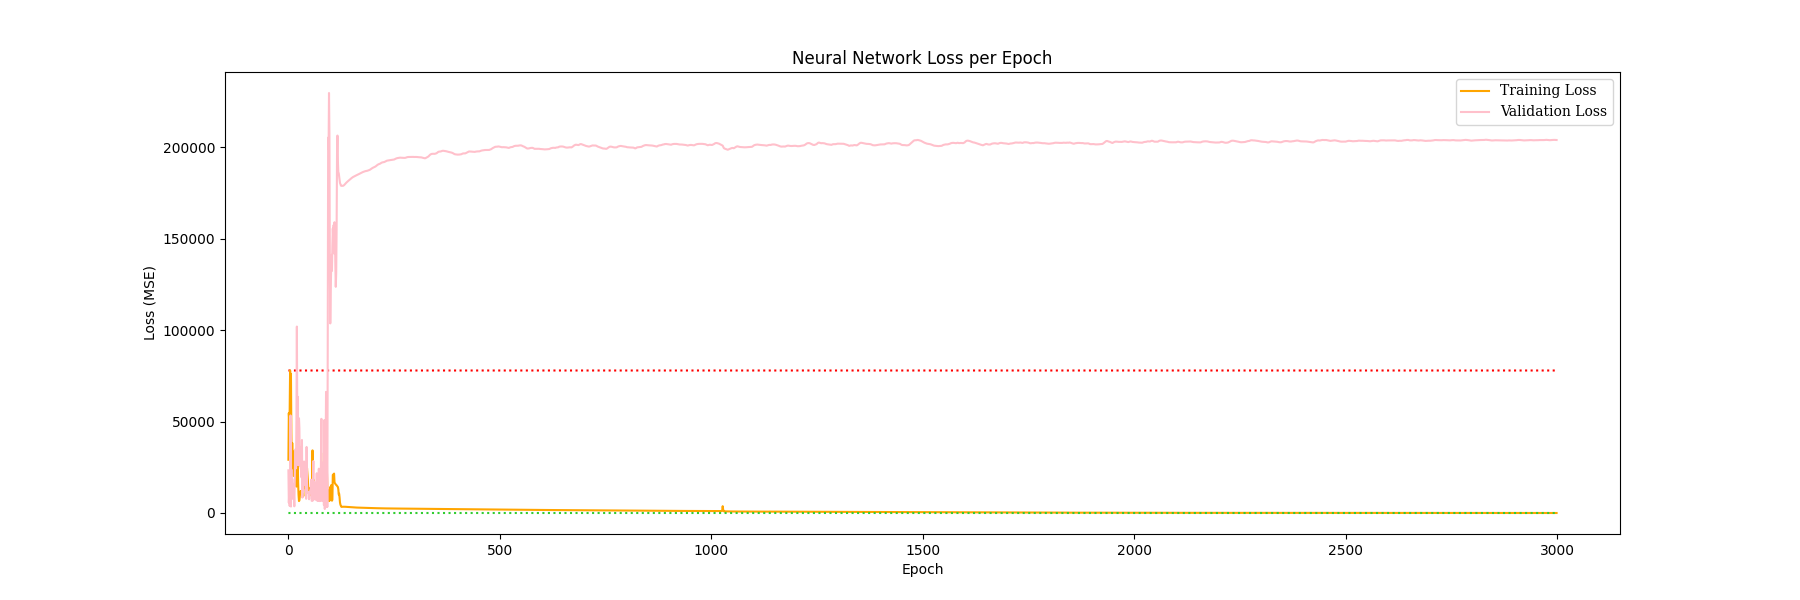 Neural Network Loss per Epoch
Training Loss
Validation Loss
Loss (MSE)
200000
150000
100000
50000
0
0 500 1000 1500 2000 2500 3000
Epoch